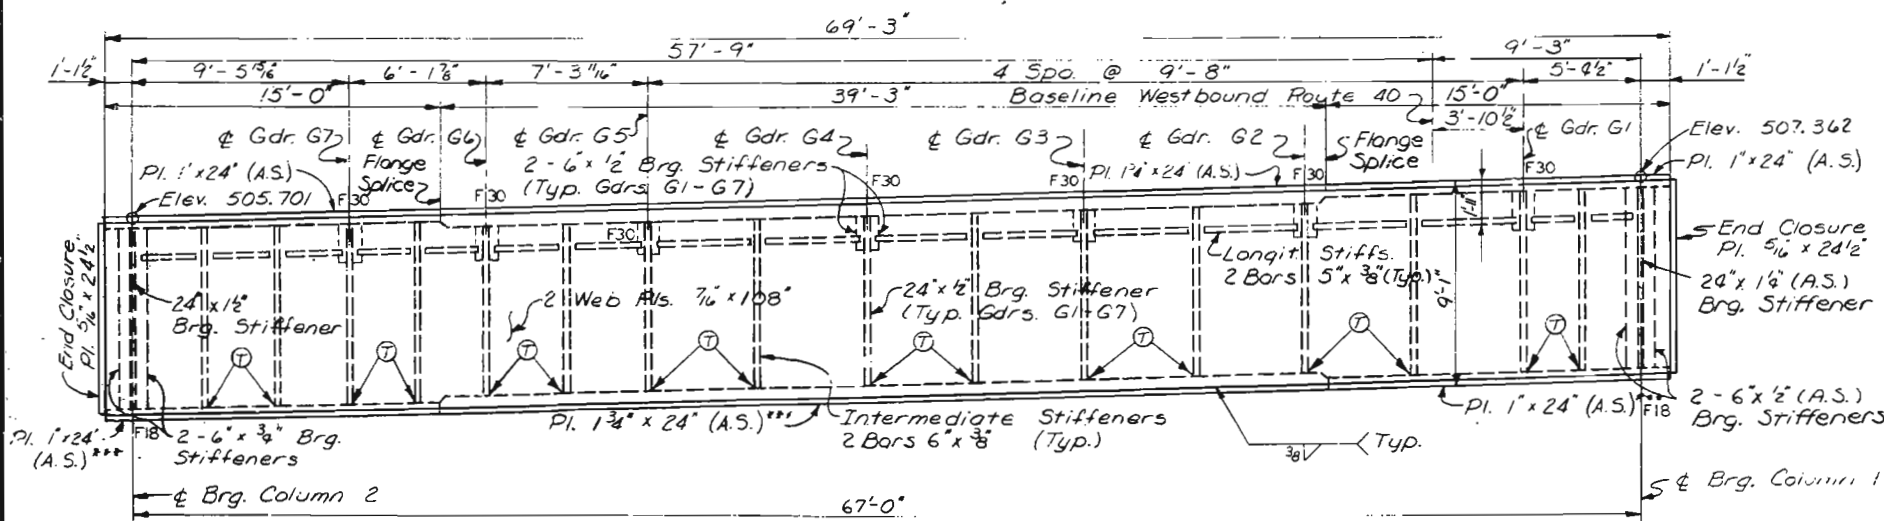 69'-3"
57'-9"
9'-3"
1'-1½"
9'-5 15/16"
6'-1⅞"
7'-3 11/16"
4 Spa. @ 9'-8"
5'-4½"
1'-1½"
15'-0"
39'-3"
Baseline Westbound Route 40
15'-0"
3'-10½"
℄ Gdr. G7
℄ Gdr. G6
℄ Gdr. G5
℄ Gdr. G4
℄ Gdr. G3
℄ Gdr. G2
℄ Gdr. G1
Flange
Splice
2-6"x½" Brg. Stiffeners
(Typ. Gdrs. G1-G7)
Flange
Splice
Elev. 507.362
Pl. 1"x24" (A.S.)
Pl. 1"x24" (A.S.)
Elev. 505.701
F30
F30
F30
F30
F30
Pl. 1¾"x24" (A.S.)
F30
F30
1'-11"
End Closure
Pl. 5/16"x24½"
24"x1½"
Brg. Stiffener
2 Web Pls. 7/16"x108"
24"x½" Brg. Stiffener
(Typ. Gdrs. G1-G7)
Longit. Stiffs.
2 Bars 5"x⅜" (Typ.)
9'-1"
End Closure
Pl. 5/16"x24½"
24"x1¼" (A.S.)
Brg. Stiffener
T
T
T
T
T
T
T
T
Pl. 1"x24"
(A.S.)***
F18
2-6"x¾" Brg.
Stiffeners
Pl. 1¾"x24" (A.S.)***
Intermediate Stiffeners
2 Bars 6"x⅜" (Typ.)
3/8
Typ.
Pl. 1"x24" (A.S.)
F18
2-6"x½" (A.S.)
Brg. Stiffeners
℄ Brg. Column 2
67'-0"
℄ Brg. Column 1